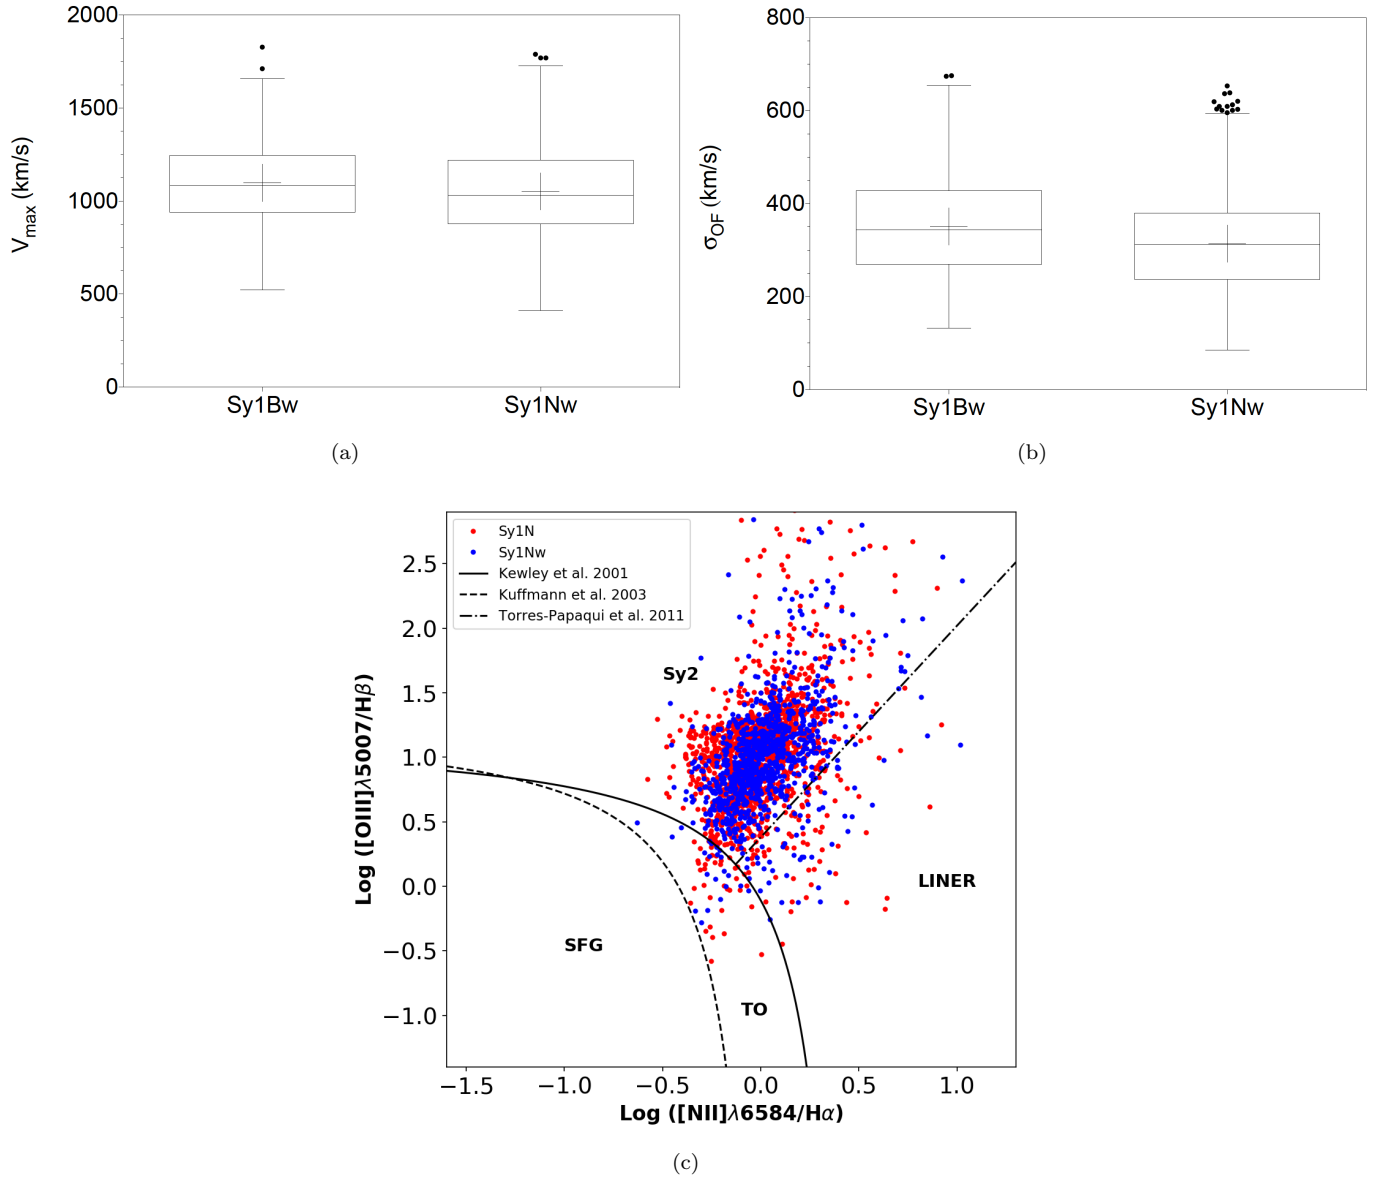 2000
1500
1000
500
0
V_max (km/s)
Sy1Bw
Sy1Nw
(a)
800
600
400
200
0
σ_OF (km/s)
Sy1Bw
Sy1Nw
(b)
Sy1N
Sy1Nw
Kewley et al. 2001
Kuffmann et al. 2003
Torres-Papaqui et al. 2011
2.5
2.0
1.5
1.0
0.5
0.0
−0.5
−1.0
Log ([OIII]λ5007/Hβ)
Sy2
LINER
SFG
TO
−1.5
−1.0
−0.5
0.0
0.5
1.0
Log ([NII]λ6584/Hα)
(c)